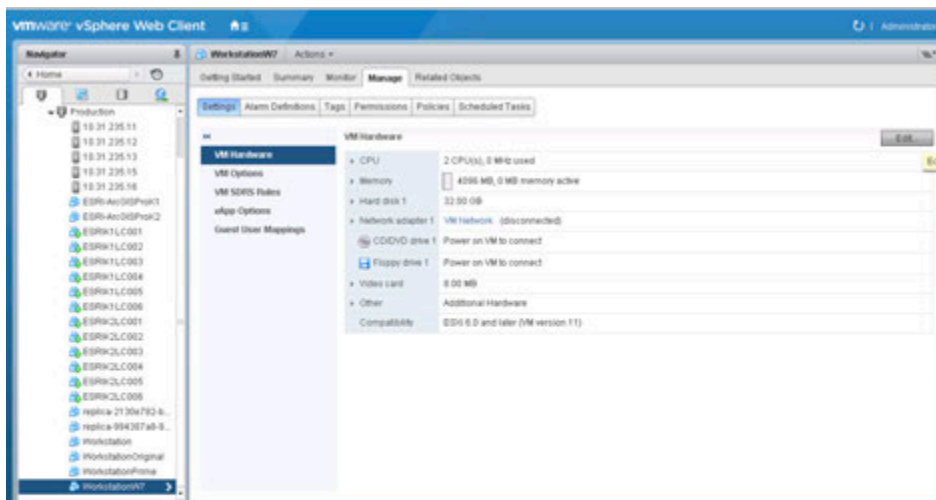 vmware vSphere Web Client
Administrator
Navigator
WorkstationW7 Actions
Home
Getting Started Summary Monitor Manage Related Objects
Settings Alarm Definitions Tags Permissions Policies Scheduled Tasks
Production
10.31.235.11
10.31.235.12
10.31.235.13
10.31.235.15
10.31.235.16
ESRI-ArcGISProK1
ESRI-ArcGISProK2
ESRIK1LC001
ESRIK1LC002
ESRIK1LC003
ESRIK1LC004
ESRIK1LC005
ESRIK1LC006
ESRIK2LC001
ESRIK2LC002
ESRIK2LC003
ESRIK2LC004
ESRIK2LC005
ESRIK2LC006
Workstation
WorkstationOriginal
WorkstationPrime
WorkstationW7
VM Hardware
VM Options
VM SDRS Rules
vApp Options
Guest User Mappings
VM Hardware Edit...
CPU 2 CPU(s), 0 MHz used
Memory 4096 MB, 0 MB memory active
Hard disk 1 32.00 GB
Network adapter 1 VM Network (disconnected)
CD/DVD drive 1 Power on VM to connect
Floppy drive 1 Power on VM to connect
Video card 8.00 MB
Other Additional Hardware
Compatibility ESXi 6.0 and later (VM version 11)